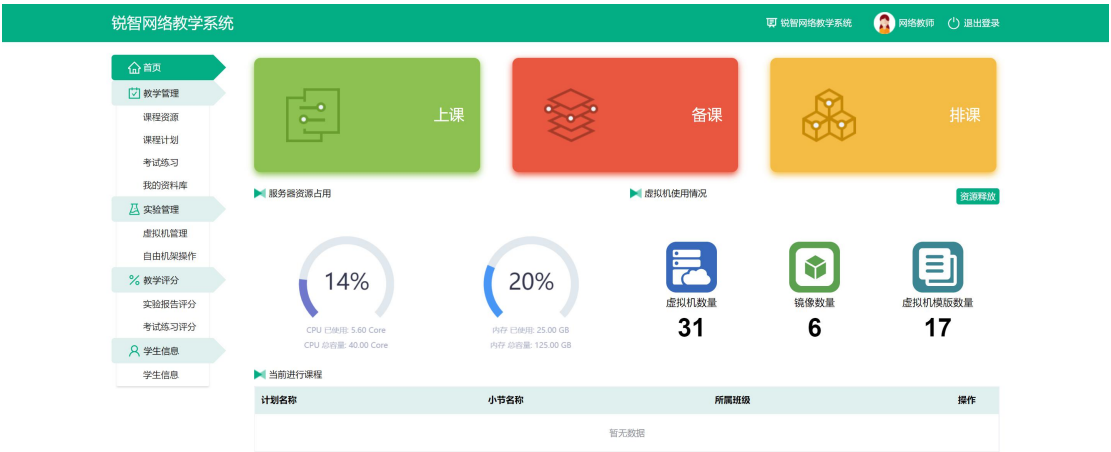 锐智网络教学系统
锐智网络教学系统 网络教师 退出登录
首页
教学管理
课程资源
课程计划
考试练习
我的资料库
实验管理
虚拟机管理
自由机架操作
教学评分
实验报告评分
考试练习评分
学生信息
学生信息
上课
备课
排课
服务器资源占用
14%
CPU 已使用: 5.60 Core
CPU 总容量: 40.00 Core
20%
内存 已使用: 25.00 GB
内存 总容量: 125.00 GB
虚拟机使用情况
资源释放
虚拟机数量
31
镜像数量
6
虚拟机模版数量
17
当前进行课程
计划名称 小节名称 所属班级 操作
暂无数据